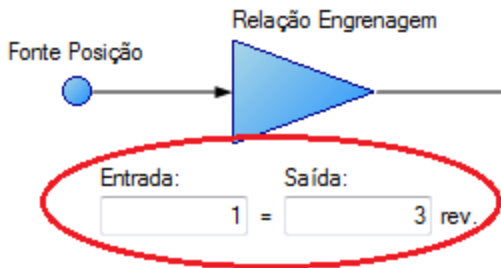 Relação Engrenagem
Fonte Posição
Entrada: Saída:
1 = 3 rev.